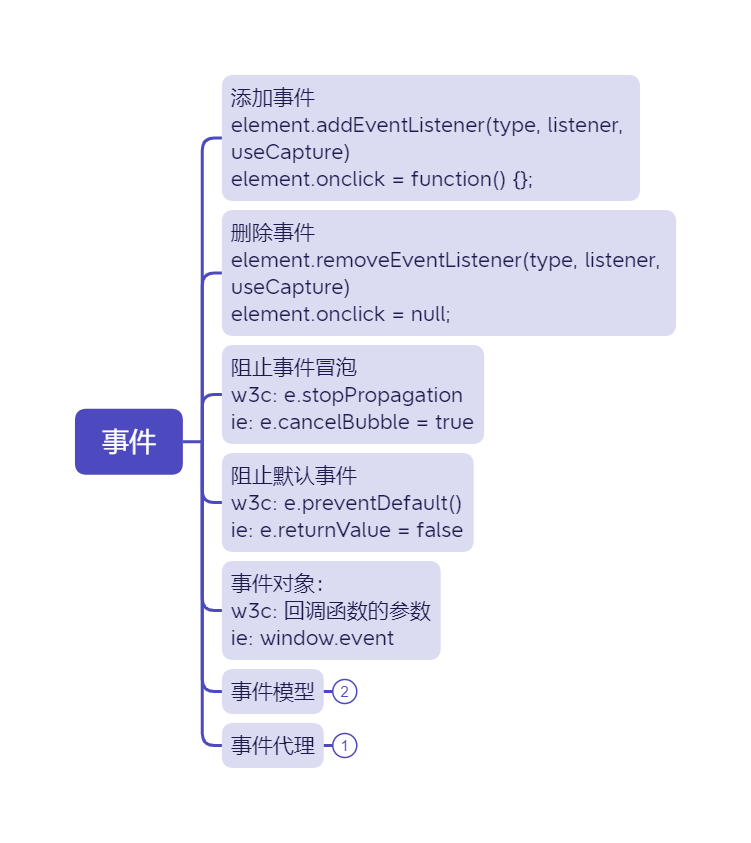 添加事件
element.addEventListener(type, listener,
useCapture)
element.onclick = function() {};
删除事件
element.removeEventListener(type, listener,
useCapture)
element.onclick = null;
阻止事件冒泡
w3c: e.stopPropagation
ie: e.cancelBubble = true
事件
阻止默认事件
w3c: e.preventDefault()
ie: e.returnValue = false
事件对象:
w3c: 回调函数的参数
ie: window.event
事件模型 2
事件代理 1